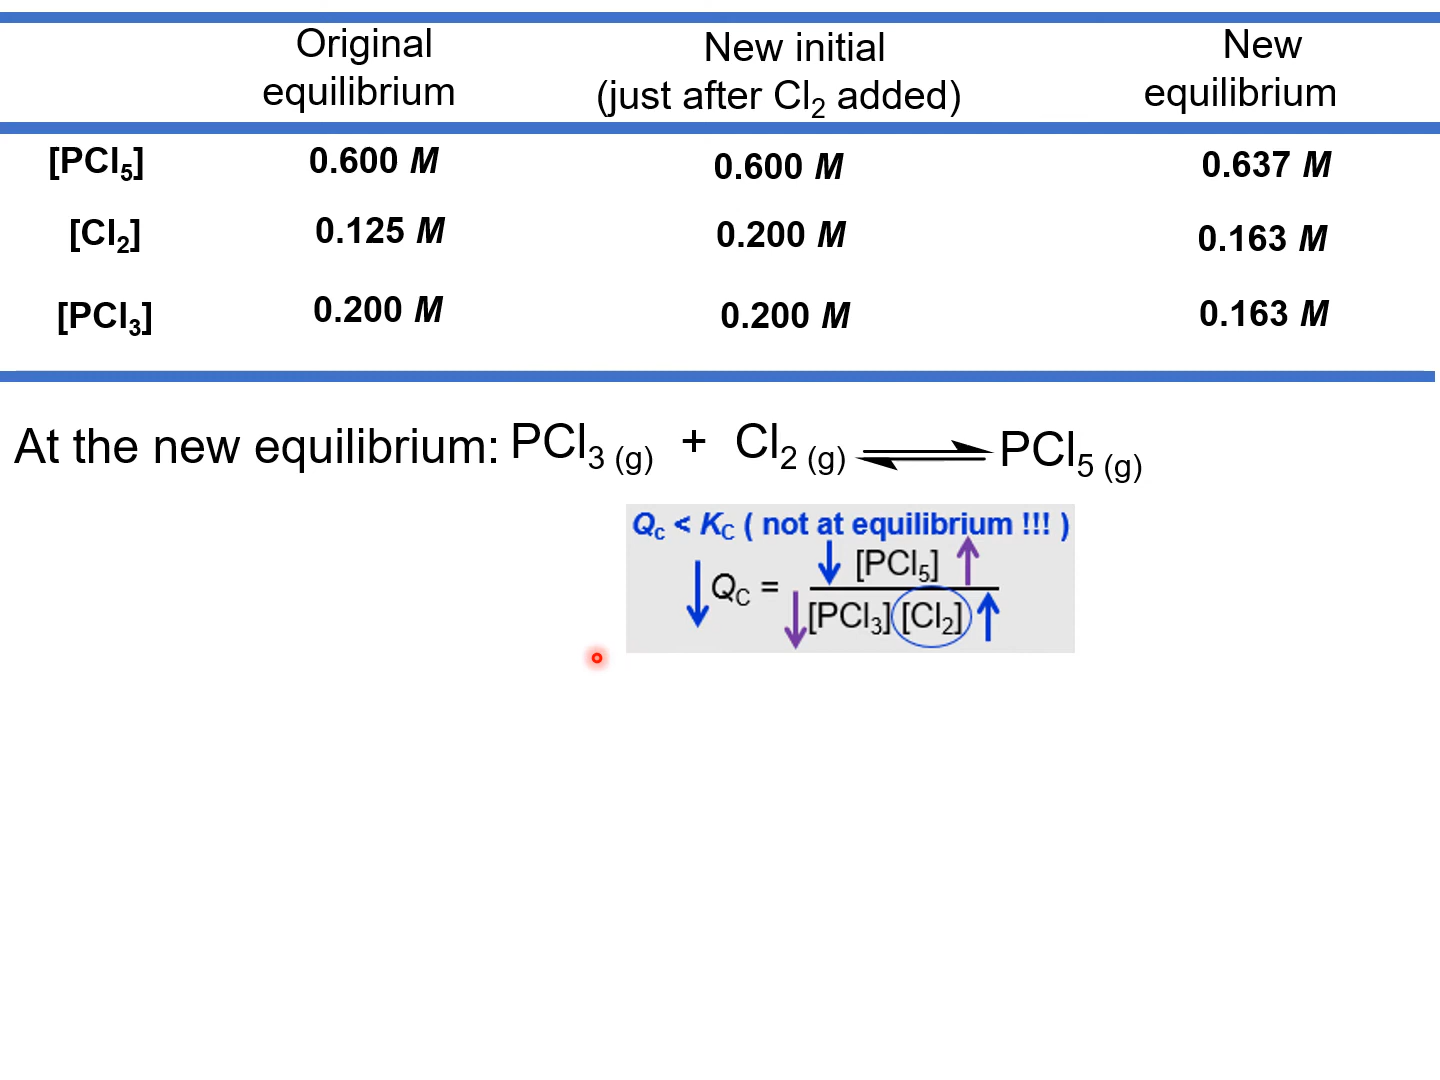 Original equilibrium
New initial (just after Cl₂ added)
New equilibrium
[PCl₅] 0.600 M 0.600 M 0.637 M
[Cl₂] 0.125 M 0.200 M 0.163 M
[PCl₃] 0.200 M 0.200 M 0.163 M
At the new equilibrium: PCl₃ (g) + Cl₂ (g) ⇌ PCl₅ (g)
Qc < KC ( not at equilibrium !!! )
↓ QC = ↓ [PCl₅] ↑
↓ [PCl₃] [Cl₂] ↑